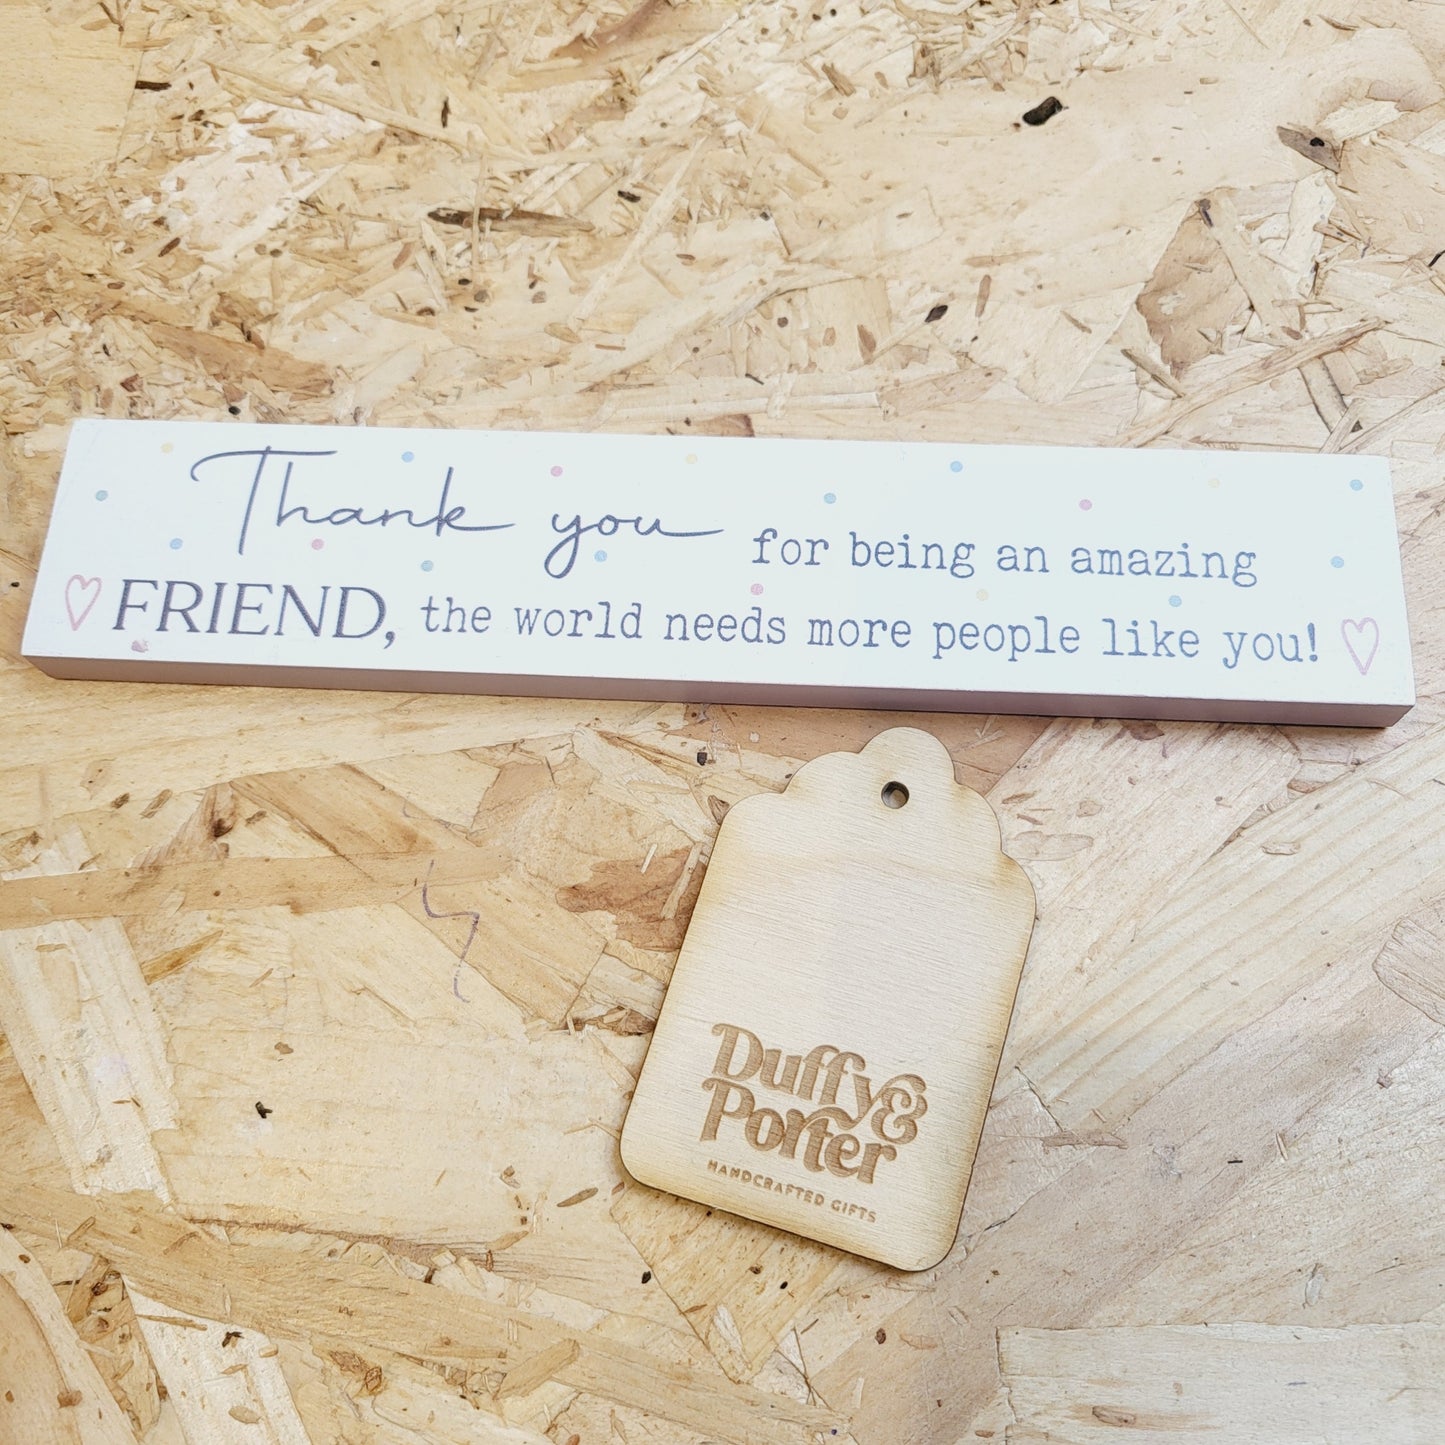 Thank you for being an amazing
FRIEND, the world needs more people like you!
Duffy&
Porter
HANDCRAFTED GIFTS